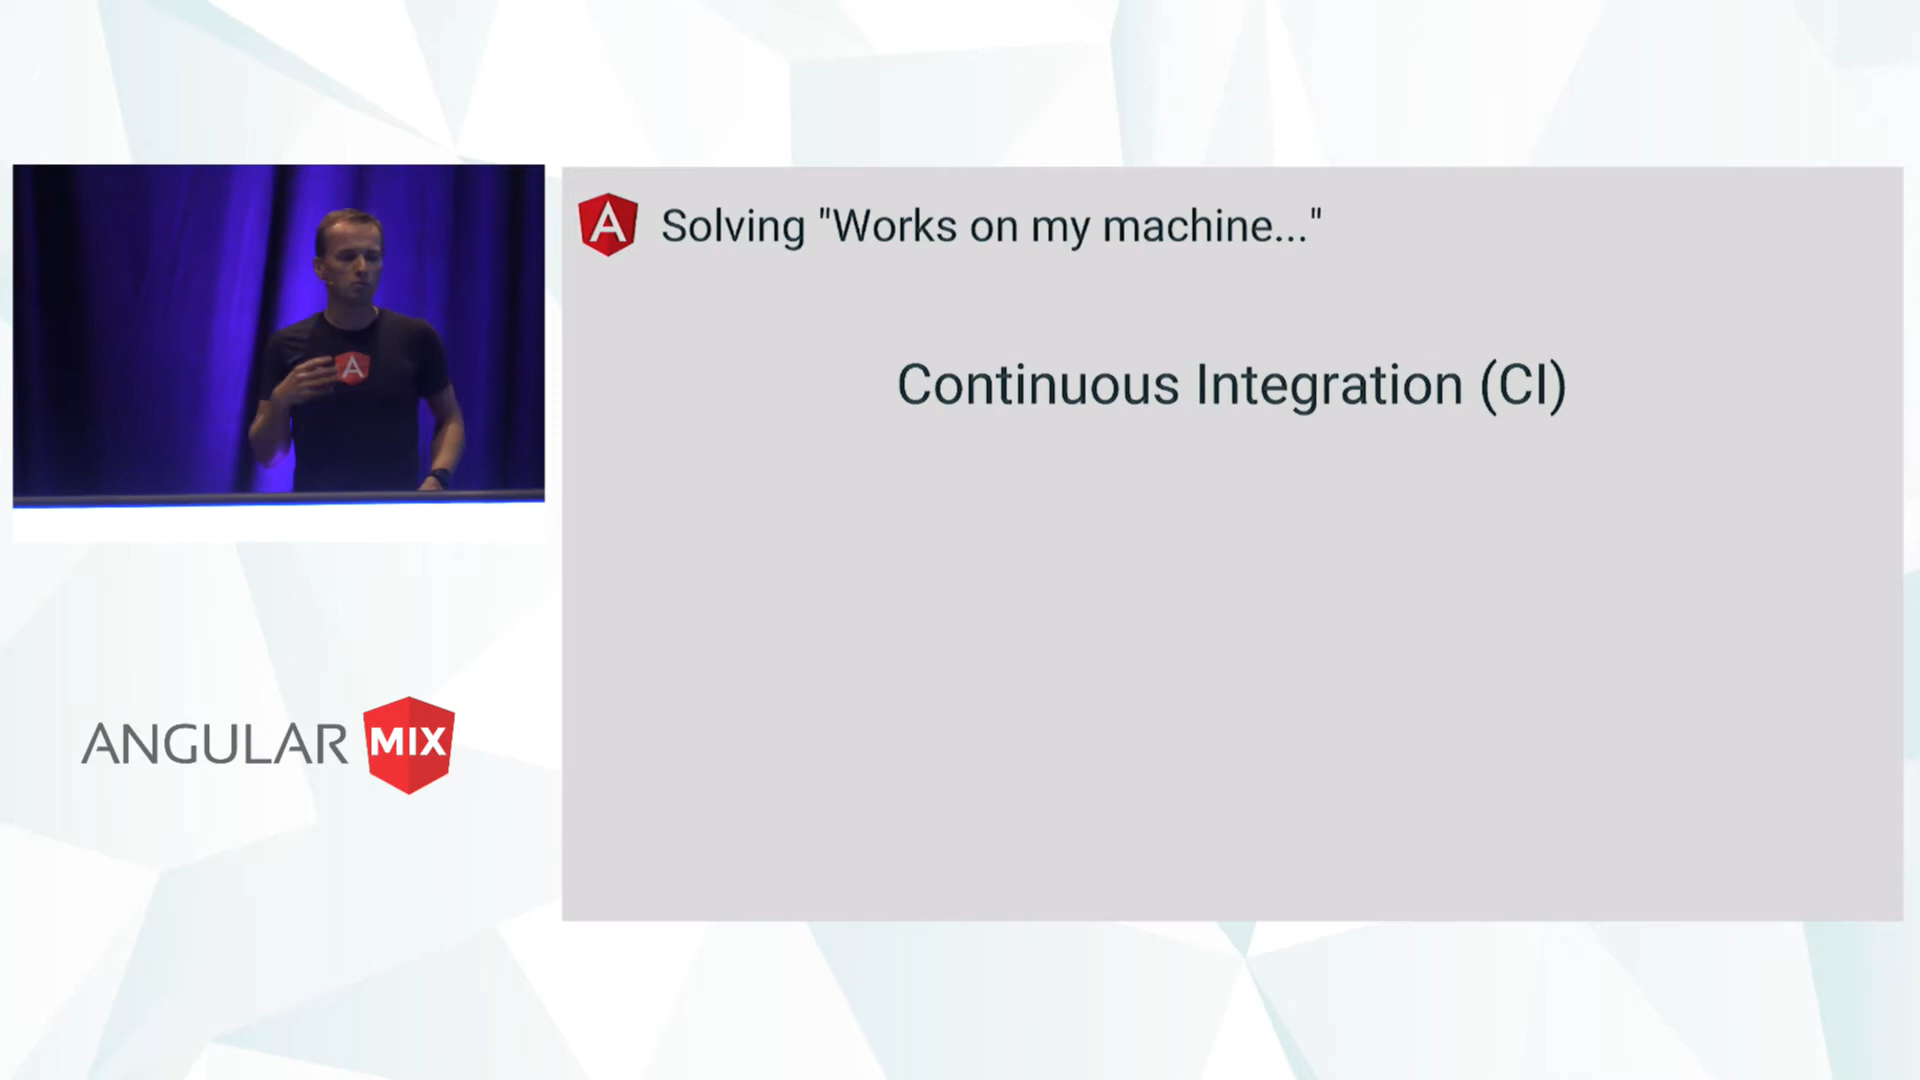 A Solving "Works on my machine..."
Continuous Integration (CI)
A
ANGULAR MIX